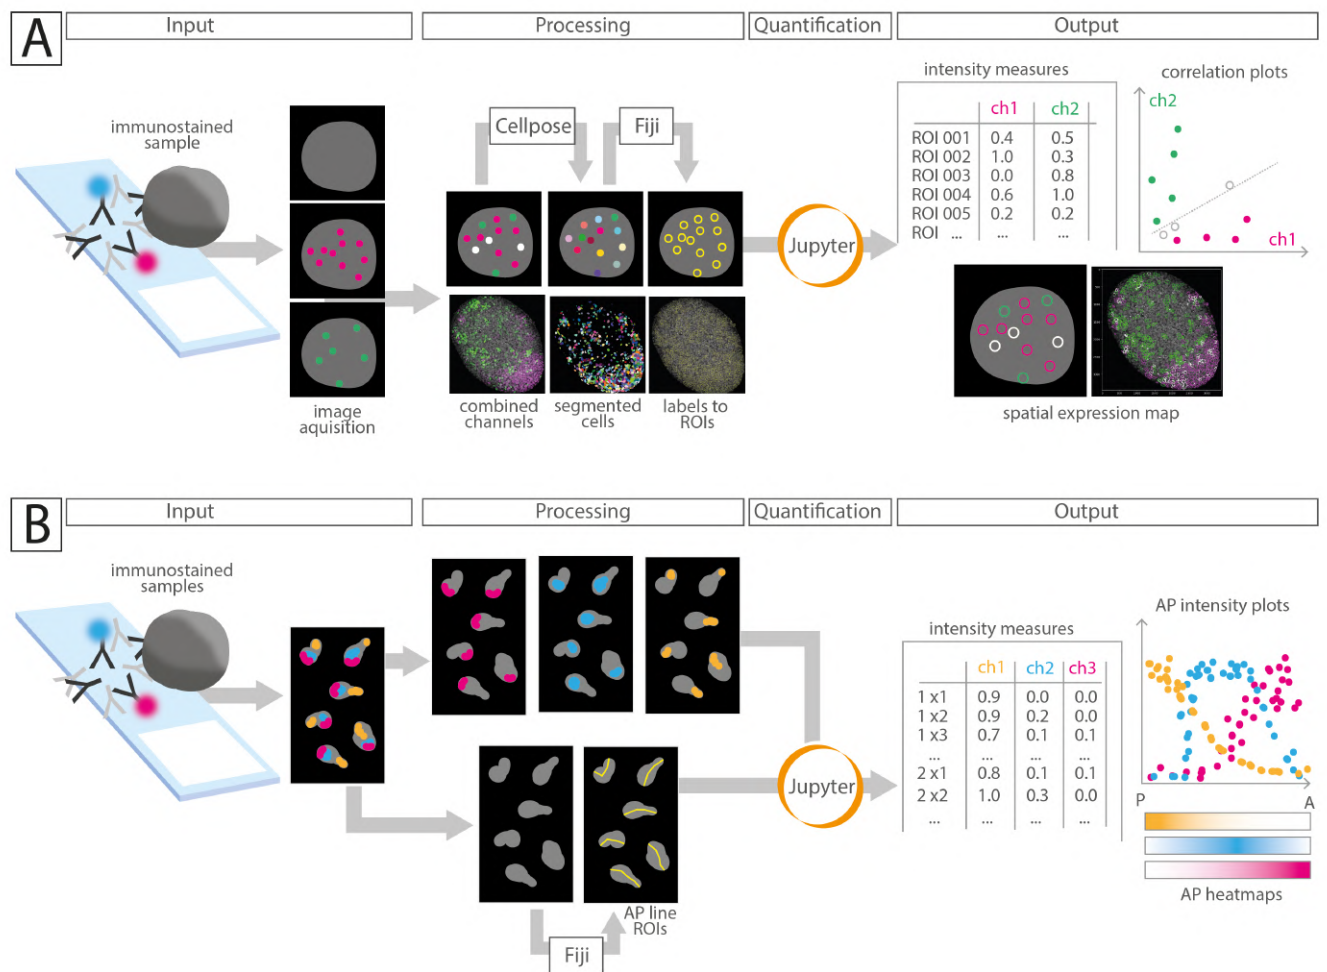 A
Input
Processing
Quantification
Output
immunostained
sample
image
aquisition
Cellpose
Fiji
combined
channels
segmented
cells
labels to
ROIs
Jupyter
intensity measures
ch1 ch2
ROI 001 0.4 0.5
ROI 002 1.0 0.3
ROI 003 0.0 0.8
ROI 004 0.6 1.0
ROI 005 0.2 0.2
ROI ... ... ...
correlation plots
ch2
ch1
spatial expression map
B
Input
Processing
Quantification
Output
immunostained
samples
AP line
ROIs
Fiji
Jupyter
intensity measures
ch1 ch2 ch3
1 x1 0.9 0.0 0.0
1 x2 0.9 0.2 0.0
1 x3 0.7 0.1 0.1
... ... ... ...
2 x1 0.8 0.1 0.1
2 x2 1.0 0.3 0.0
... ... ... ...
AP intensity plots
P A
AP heatmaps